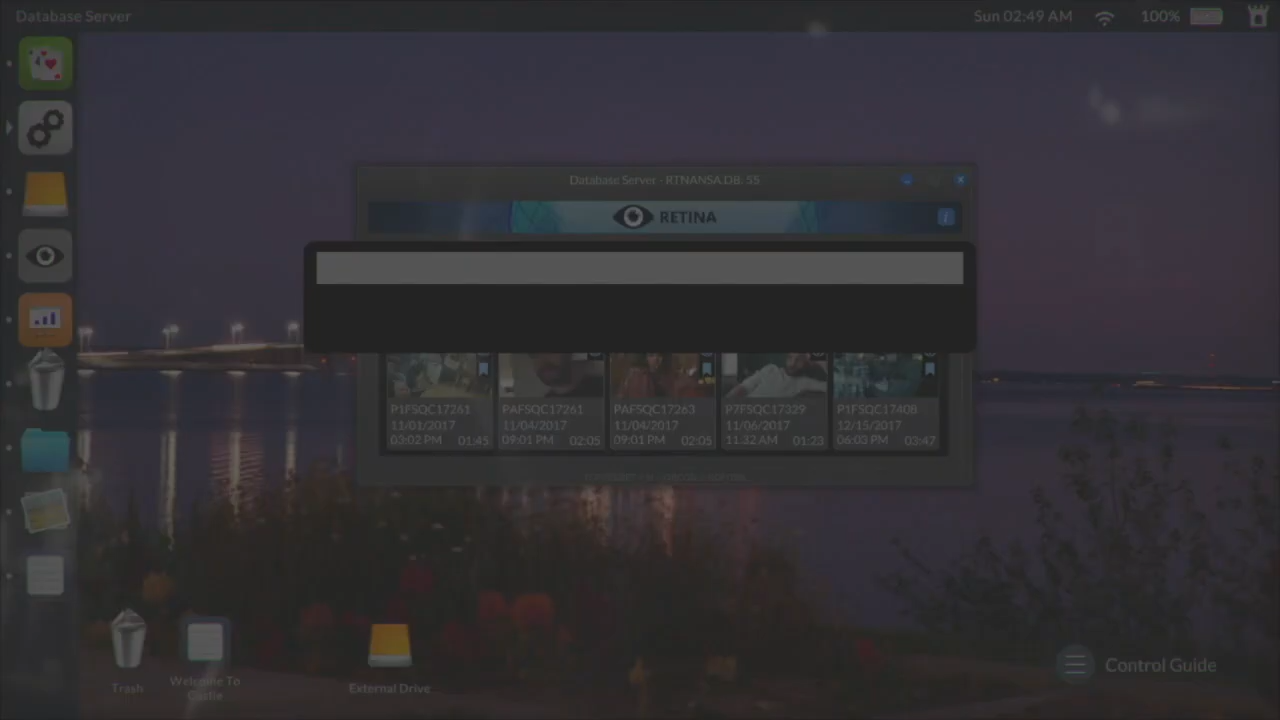 Database Server
Sun 02:49 AM
100%
Database Server - RTNANSA.DB: 55
RETINA
i
P1FSQC17261
11/01/2017
03:02 PM 01:45
PAFSQC17261
11/04/2017
09:01 PM 02:05
PAFSQC17263
11/04/2017
09:01 PM 02:05
P7FSQC17329
11/06/2017
11:32 AM 01:23
P1FSQC17408
12/15/2017
06:03 PM 03:47
Trash
Welcome To
Castle
External Drive
Control Guide